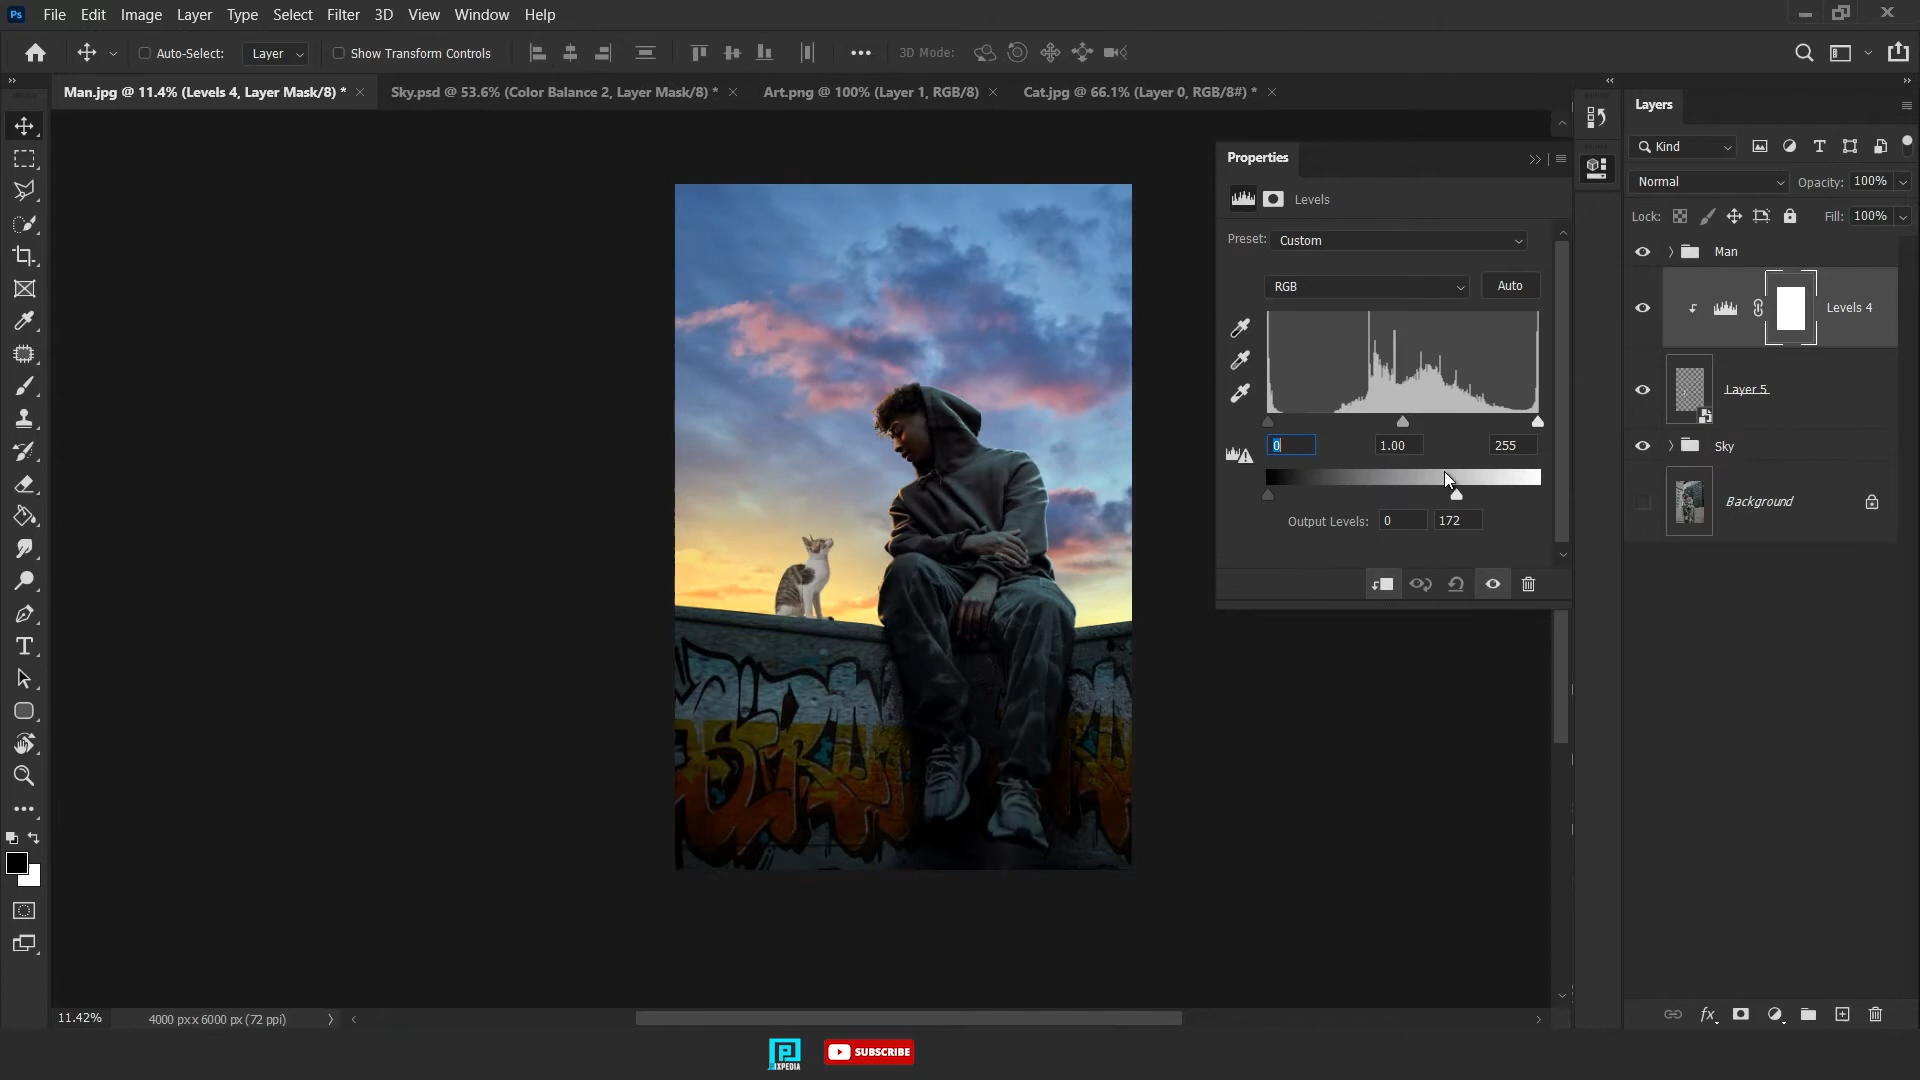 Ps File Edit Image Layer Type Select Filter 3D View Window Help
Auto-Select: Layer Show Transform Controls 3D Mode:
Man.jpg @ 11.4% (Levels 4, Layer Mask/8) * Sky.psd @ 53.6% (Color Balance 2, Layer Mask/8) * Art.png @ 100% (Layer 1, RGB/8) Cat.jpg @ 66.1% (Layer 0, RGB/8#) *
Properties
Levels
Preset: Custom
RGB Auto
0 1.00 255
Output Levels: 0 172
Layers
Kind
Normal Opacity: 100%
Lock: Fill: 100%
Man
Levels 4
Layer 5
Sky
Background
11.42% 4000 px x 6000 px (72 ppi)
PIXPEDIA SUBSCRIBE